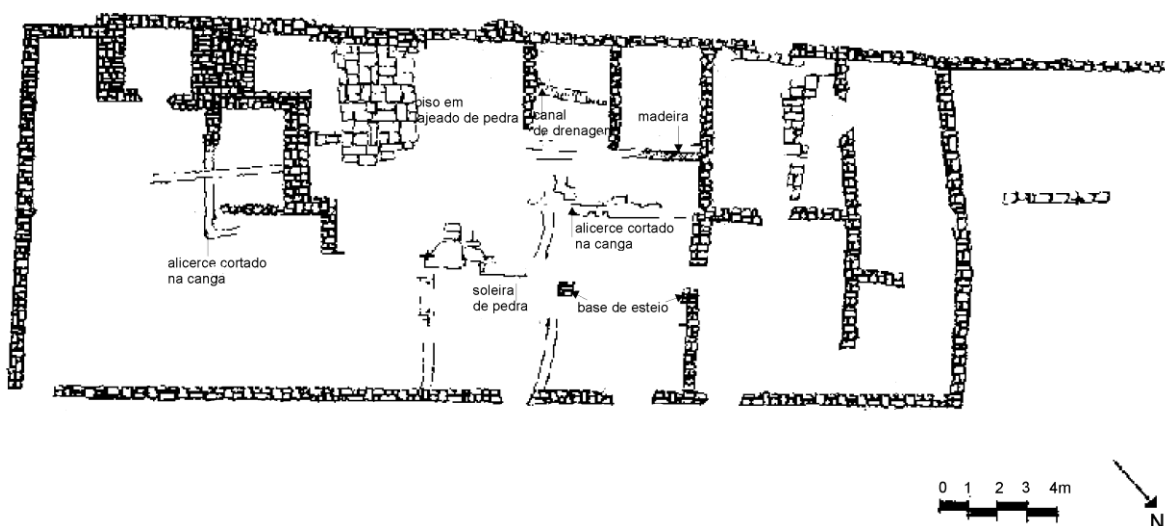 piso em
lajeado de pedra
canal
de drenagem
madeira
alicerce cortado
na canga
alicerce cortado
na canga
soleira
de pedra
base de esteio
0 1 2 3 4m
N